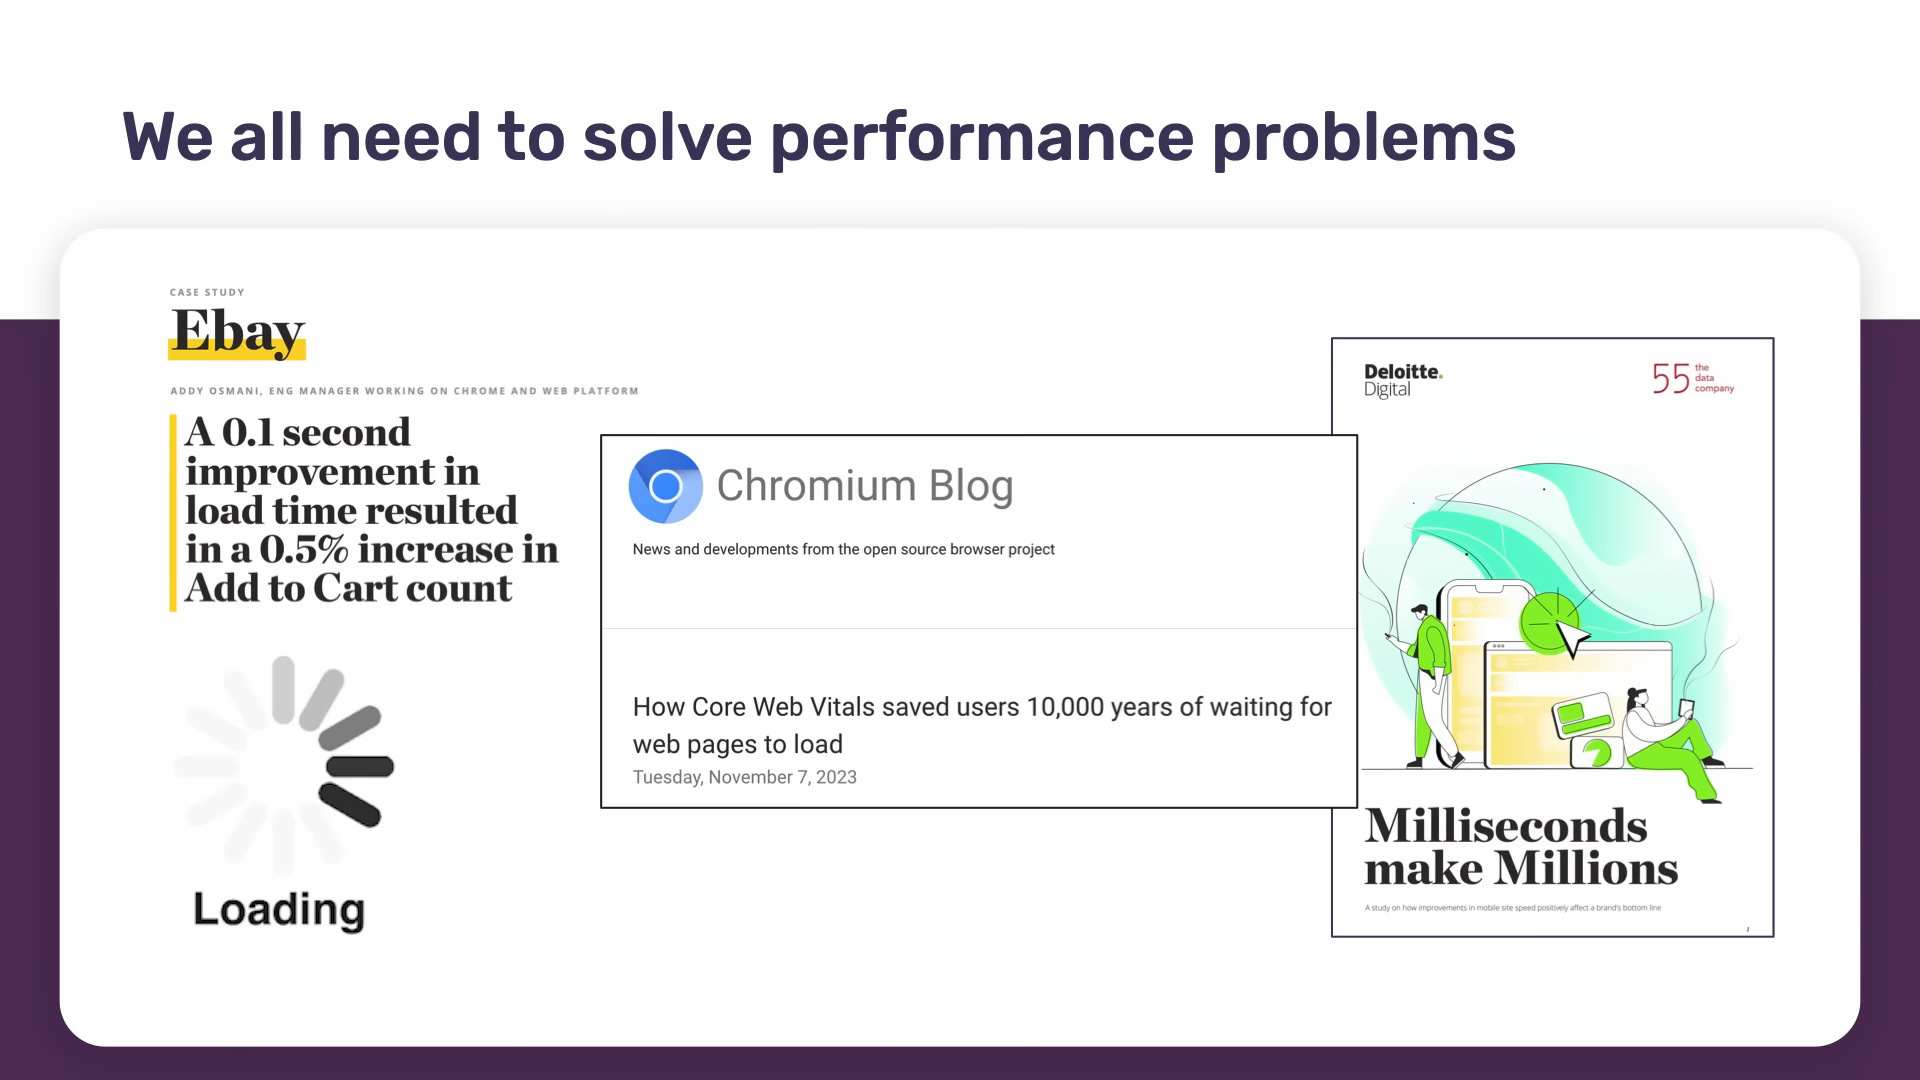 We all need to solve performance problems
CASE STUDY
Ebay
ADDY OSMANI, ENG MANAGER WORKING ON CHROME AND WEB PLATFORM
A 0.1 second
improvement in
load time resulted
in a 0.5% increase in
Add to Cart count
Loading
Chromium Blog
News and developments from the open source browser project
How Core Web Vitals saved users 10,000 years of waiting for
web pages to load
Tuesday, November 7, 2023
Deloitte.
Digital
55 the
data
company
Milliseconds
make Millions
A study on how improvements in mobile site speed positively affect a brand's bottom line